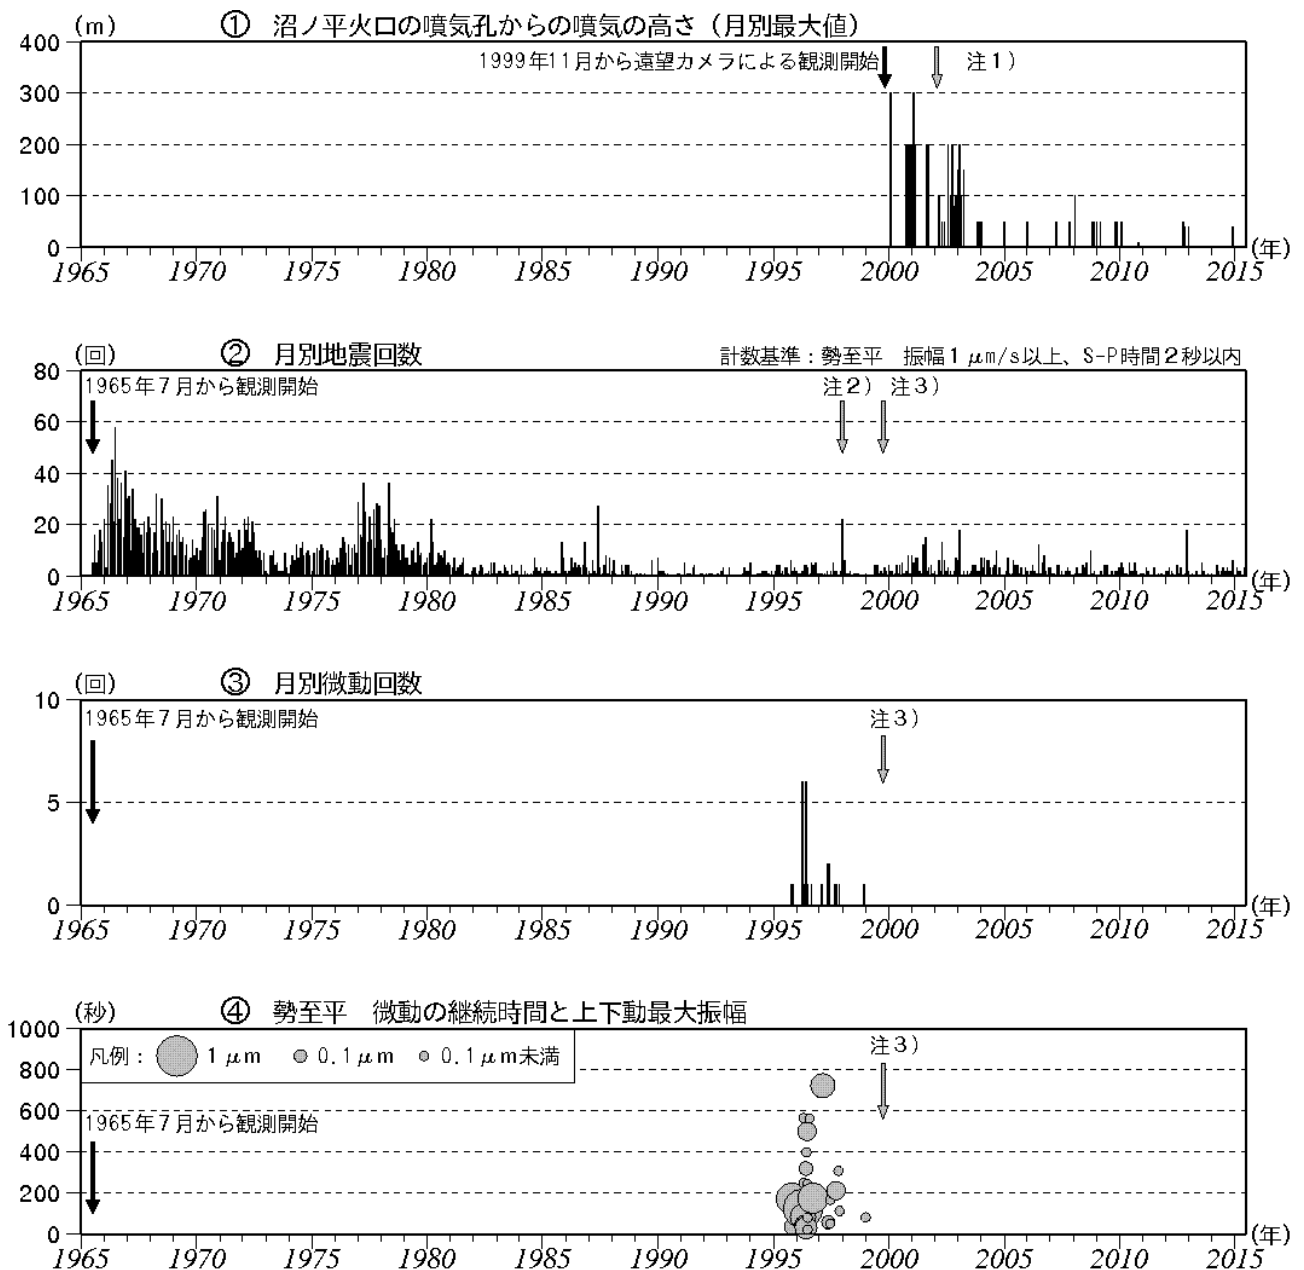 (m) ① 沼ノ平火口の噴気孔からの噴気の高さ（月別最大値）
400
1999年11月から遠望カメラによる観測開始 注1）
300
200
100
0
1965 1970 1975 1980 1985 1990 1995 2000 2005 2010 2015 (年)
(回) ② 月別地震回数 計数基準：勢至平 振幅1μm/s以上、S-P時間2秒以内
80
1965年7月から観測開始 注2） 注3）
60
40
20
0
1965 1970 1975 1980 1985 1990 1995 2000 2005 2010 2015 (年)
(回) ③ 月別微動回数
10
1965年7月から観測開始 注3）
5
0
1965 1970 1975 1980 1985 1990 1995 2000 2005 2010 2015 (年)
(秒) ④ 勢至平 微動の継続時間と上下動最大振幅
1000
凡例： 1μm 0.1μm 0.1μm未満 注3）
800
600
1965年7月から観測開始
400
200
0
1965 1970 1975 1980 1985 1990 1995 2000 2005 2010 2015 (年)